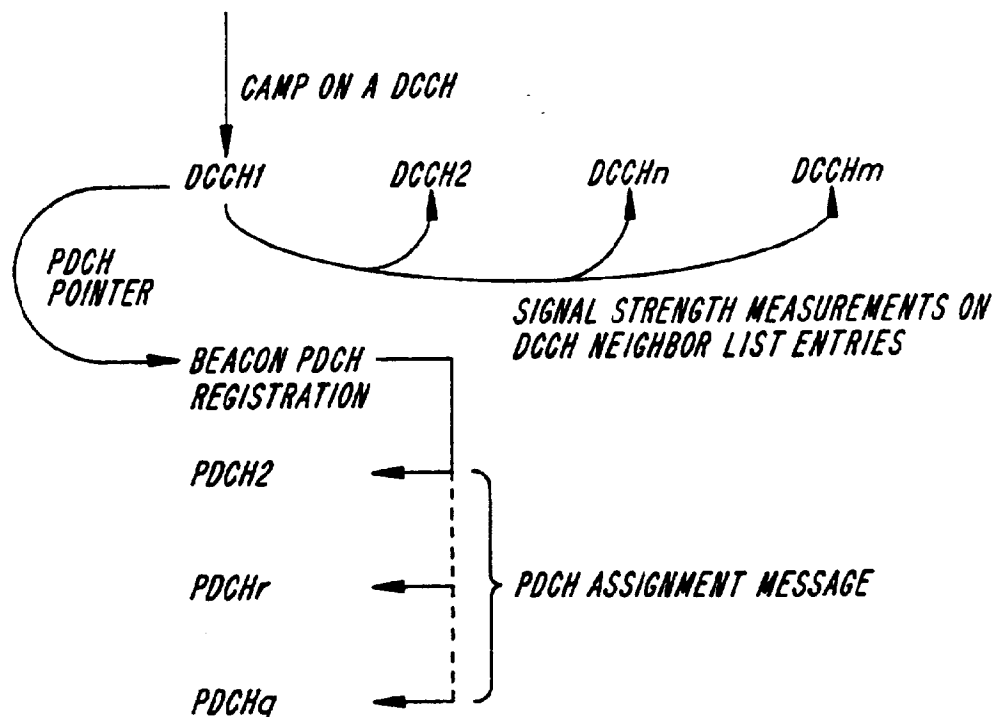 CAMP ON A DCCH
DCCH1 DCCH2 DCCHn DCCHm
PDCH
POINTER
SIGNAL STRENGTH MEASUREMENTS ON
DCCH NEIGHBOR LIST ENTRIES
BEACON PDCH
REGISTRATION
PDCH2
PDCHr
PDCH ASSIGNMENT MESSAGE
PDCHq